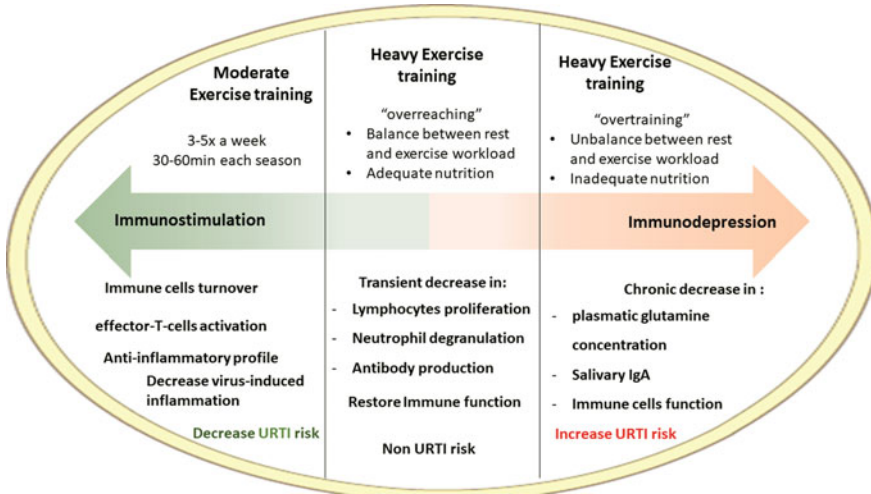 Moderate
Exercise training
3-5x a week
30-60min each season
Heavy Exercise
training
“overreaching”
• Balance between rest
and exercise workload
• Adequate nutrition
Heavy Exercise
training
“overtraining”
• Unbalance between rest
and exercise workload
• Inadequate nutrition
Immunostimulation
Immunodepression
Immune cells turnover
effector-T-cells activation
Anti-inflammatory profile
Decrease virus-induced
inflammation
Decrease URTI risk
Transient decrease in:
- Lymphocytes proliferation
- Neutrophil degranulation
- Antibody production
Restore Immune function
Non URTI risk
Chronic decrease in :
- plasmatic glutamine
concentration
- Salivary IgA
- Immune cells function
Increase URTI risk